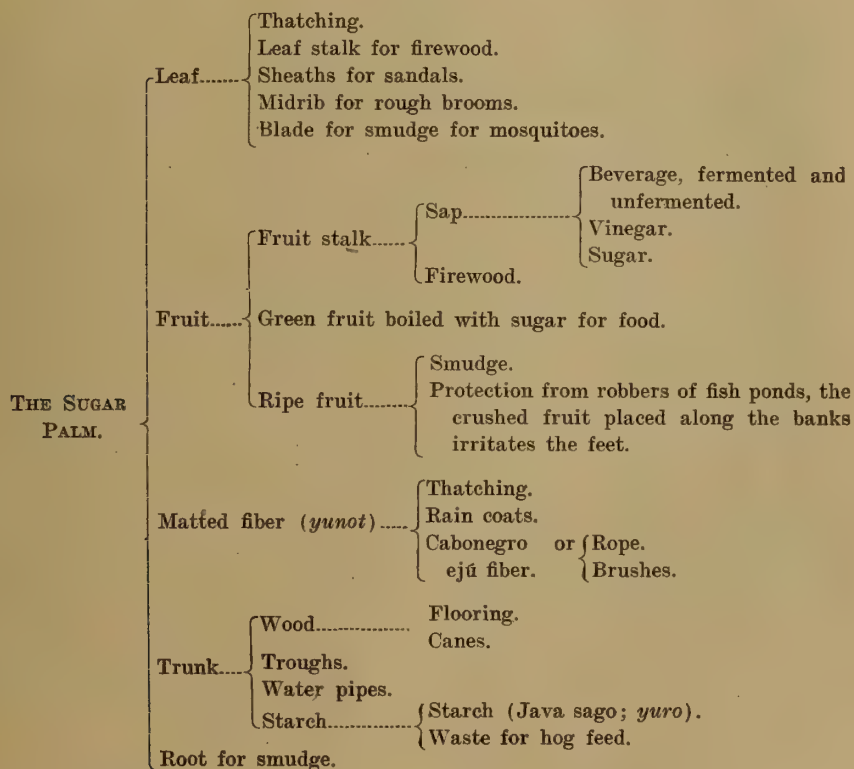 Thatching.
Leaf stalk for firewood.
Leaf........ Sheaths for sandals.
Midrib for rough brooms.
Blade for smudge for mosquitoes.
Beverage, fermented and
unfermented.
Sap........................
Vinegar.
Fruit stalk......
Sugar.
Firewood.
Fruit...... Green fruit boiled with sugar for food.
Smudge.
Ripe fruit......... Protection from robbers of fish ponds, the
crushed fruit placed along the banks
irritates the feet.
THE SUGAR
PALM.
Thatching.
Matted fiber (yunot)..... Rain coats.
Cabonegro or Rope.
ejú fiber. Brushes.
Wood................. Flooring.
Canes.
Trunk.... Troughs.
Water pipes.
Starch................ Starch (Java sago; yuro).
Waste for hog feed.
Root for smudge.